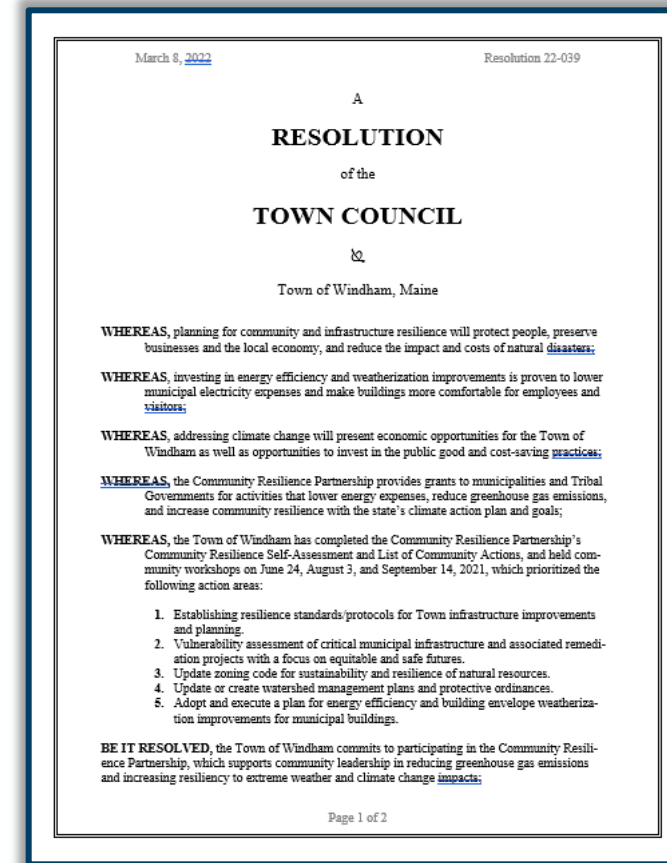 March 8, 2022 Resolution 22-039
A
RESOLUTION
of the
TOWN COUNCIL
Town of Windham, Maine
WHEREAS, planning for community and infrastructure resilience will protect people, preserve
businesses and the local economy, and reduce the impact and costs of natural disasters;
WHEREAS, investing in energy efficiency and weatherization improvements is proven to lower
municipal electricity expenses and make buildings more comfortable for employees and
visitors;
WHEREAS, addressing climate change will present economic opportunities for the Town of
Windham as well as opportunities to invest in the public good and cost-saving practices;
WHEREAS, the Community Resilience Partnership provides grants to municipalities and Tribal
Governments for activities that lower energy expenses, reduce greenhouse gas emissions,
and increase community resilience with the state's climate action plan and goals;
WHEREAS, the Town of Windham has completed the Community Resilience Partnership's
Community Resilience Self-Assessment and List of Community Actions, and held com-
munity workshops on June 24, August 3, and September 14, 2021, which prioritized the
following action areas:
1. Establishing resilience standards/protocols for Town infrastructure improvements
and planning.
2. Vulnerability assessment of critical municipal infrastructure and associated remedi-
ation projects with a focus on equitable and safe futures.
3. Update zoning code for sustainability and resilience of natural resources.
4. Update or create watershed management plans and protective ordinances.
5. Adopt and execute a plan for energy efficiency and building envelope weatheriza-
tion improvements for municipal buildings.
BE IT RESOLVED, the Town of Windham commits to participating in the Community Resili-
ence Partnership, which supports community leadership in reducing greenhouse gas emissions
and increasing resiliency to extreme weather and climate change impacts;
Page 1 of 2